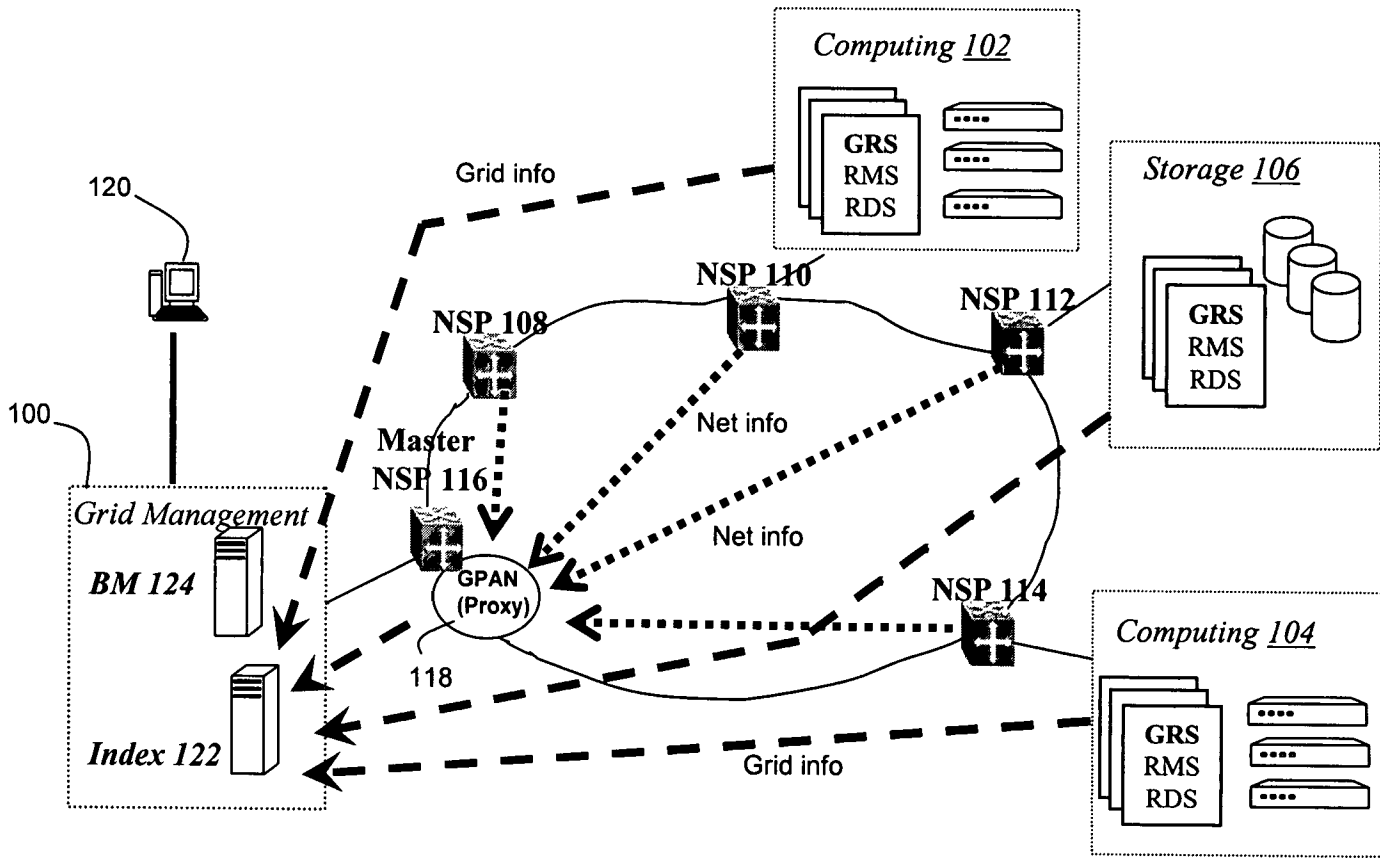 Computing 102
GRS
RMS
RDS
Storage 106
GRS
RMS
RDS
120
Grid info
NSP 110
NSP 112
NSP 108
100
Net info
Master
NSP 116
Grid Management
Net info
BM 124
GPAN
(Proxy)
NSP 114
118
Computing 104
GRS
RMS
RDS
Index 122
Grid info